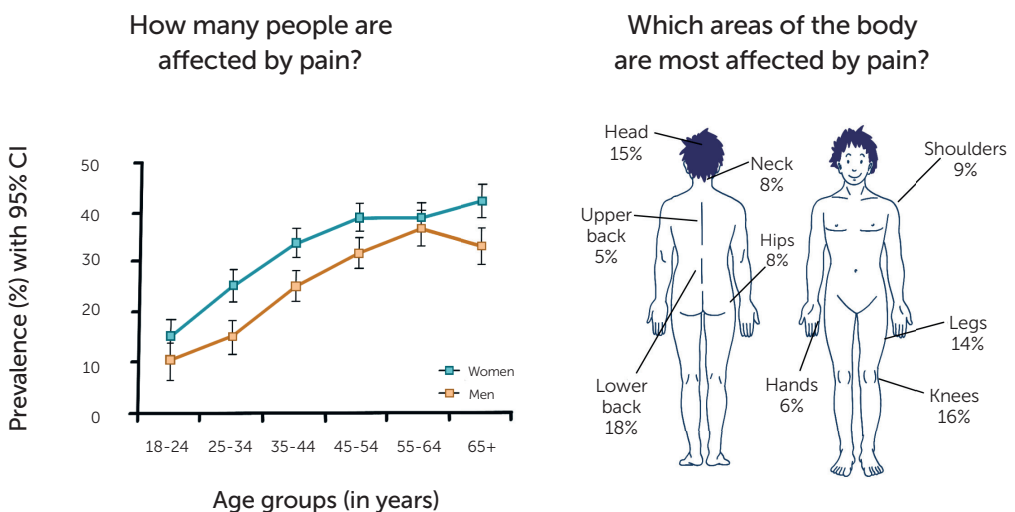 How many people are
affected by pain?
Prevalence (%) with 95% CI
50
40
30
20
10
0
Women
Men
18-24 25-34 35-44 45-54 55-64 65+
Age groups (in years)
Which areas of the body
are most affected by pain?
Head
15%
Neck
8%
Shoulders
9%
Upper
back
5%
Hips
8%
Legs
14%
Lower
back
18%
Hands
6%
Knees
16%